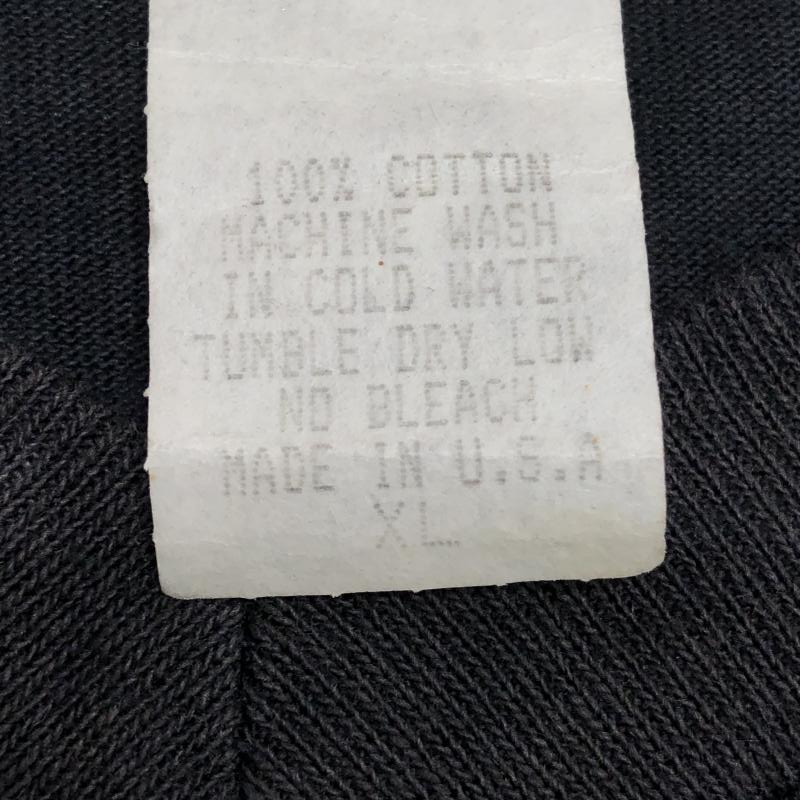 100% COTTON
MACHINE WASH
IN COLD WATER
TUMBLE DRY LOW
NO BLEACH
MADE IN U.S.A
XL